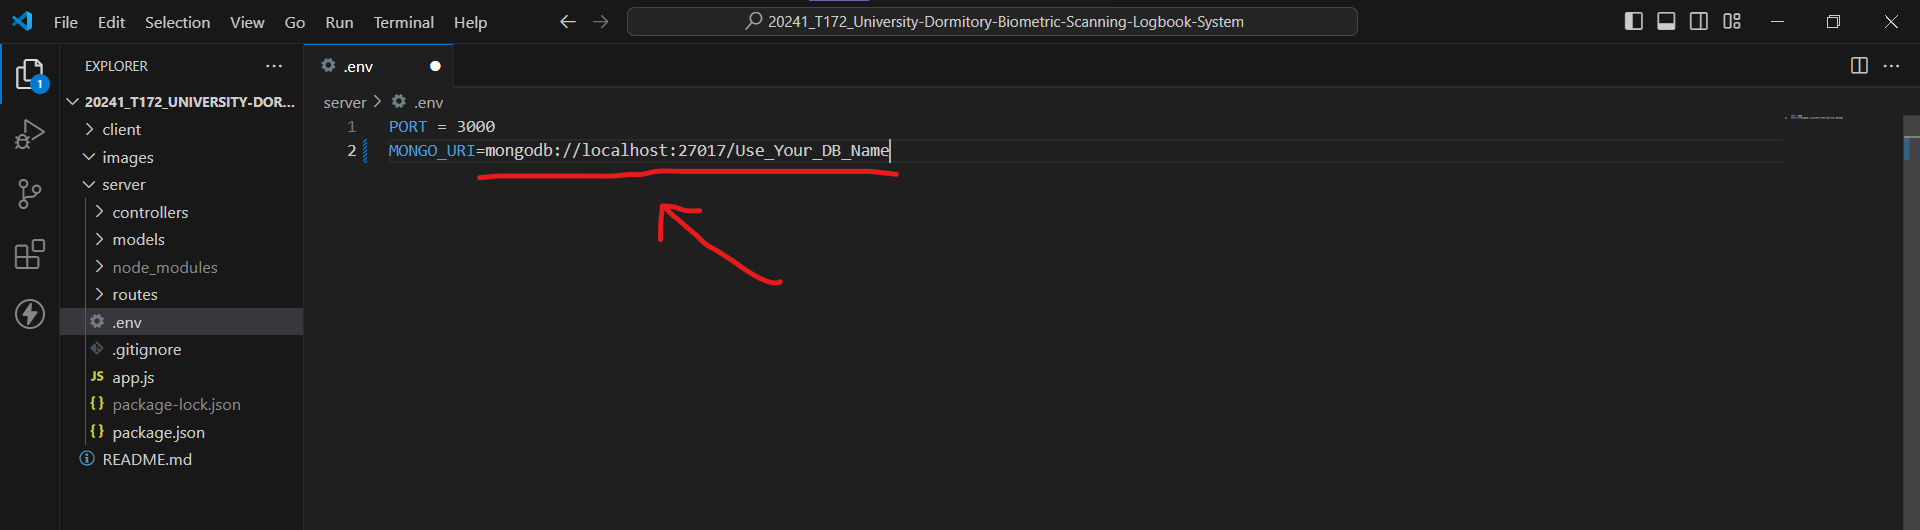 File Edit Selection View Go Run Terminal Help
20241_T172_University-Dormitory-Biometric-Scanning-Logbook-System
1
EXPLORER
20241_T172_UNIVERSITY-DOR...
client
images
server
controllers
models
node_modules
routes
.env
.gitignore
JS app.js
{} package-lock.json
{} package.json
README.md
.env
server > .env
1 PORT = 3000
2 MONGO_URI=mongodb://localhost:27017/Use_Your_DB_Name